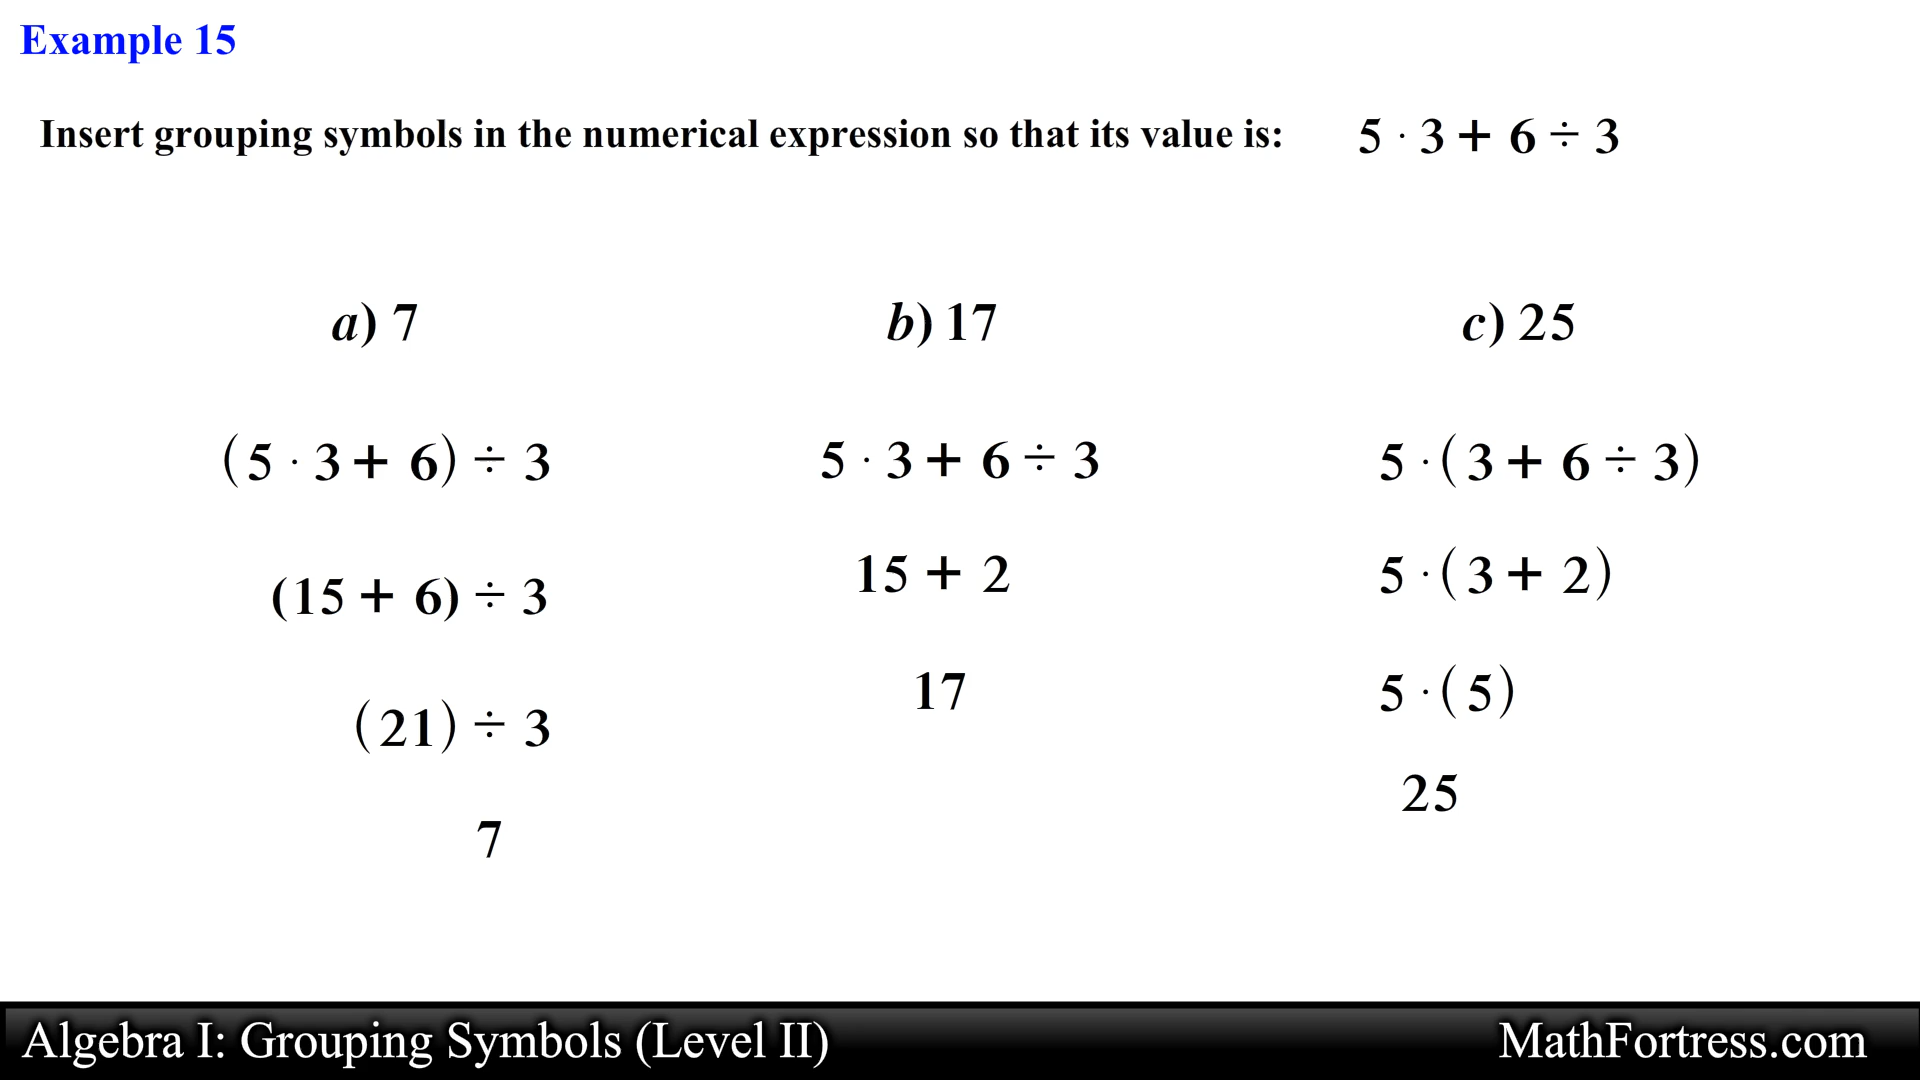 Example 15
Insert grouping symbols in the numerical expression so that its value is: 5 · 3 + 6 ÷ 3
a) 7 b) 17 c) 25
(5 · 3 + 6) ÷ 3 5 · 3 + 6 ÷ 3 5 · (3 + 6 ÷ 3)
(15 + 6) ÷ 3 15 + 2 5 · (3 + 2)
(21) ÷ 3 17 5 · (5)
7 25
Algebra I: Grouping Symbols (Level II) MathFortress.com